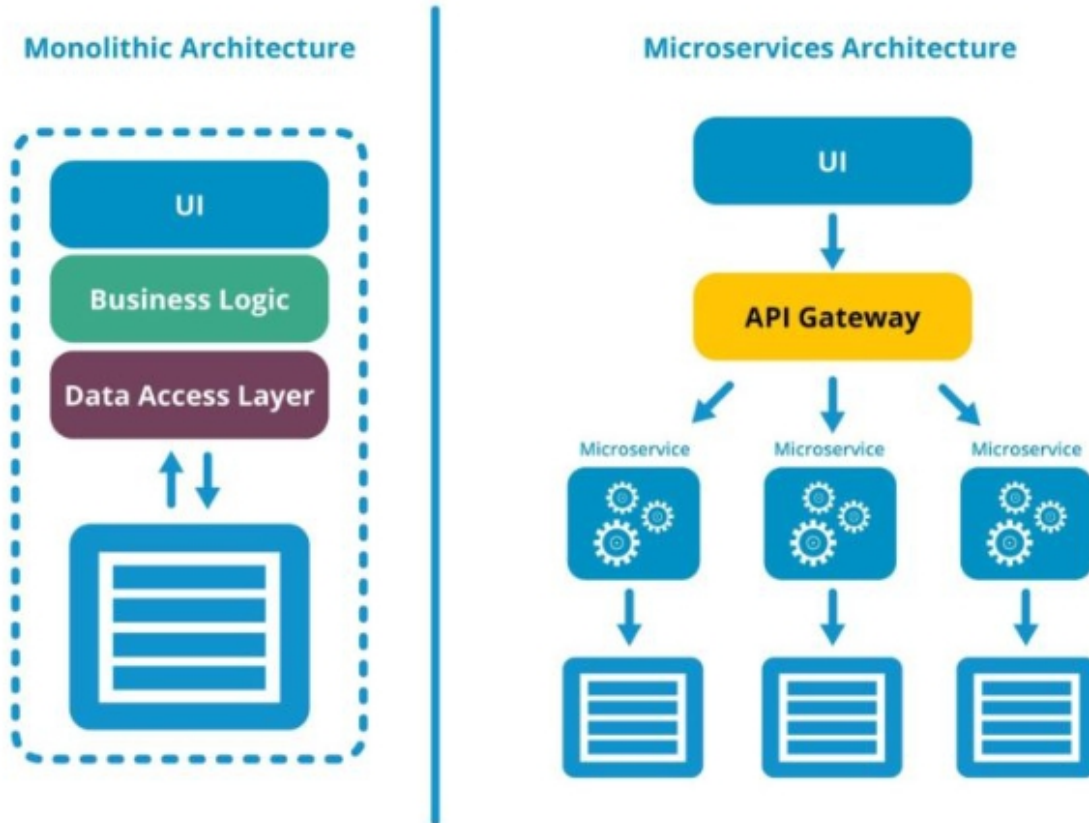 Monolithic Architecture
UI
Business Logic
Data Access Layer
Microservices Architecture
UI
API Gateway
Microservice
Microservice
Microservice